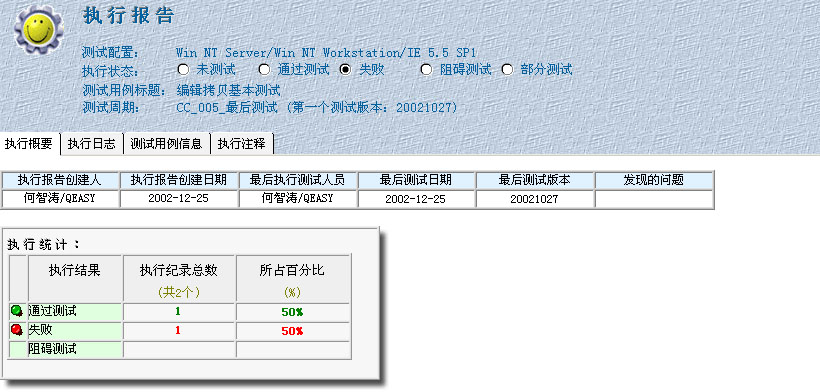 执行报告
测试配置： Win NT Server/Win NT Workstation/IE 5.5 SP1
执行状态： 未测试 通过测试 失败 阻碍测试 部分测试
测试用例标题： 编辑拷贝基本测试
测试周期： CC_005_最后测试 (第一个测试版本：20021027)
执行概要 执行日志 测试用例信息 执行注释
执行报告创建人 执行报告创建日期 最后执行测试人员 最后测试日期 最后测试版本 发现的问题
何智涛/QEASY 2002-12-25 何智涛/QEASY 2002-12-25 20021027
执行统计：
执行结果 执行纪录总数 所占百分比
(共2个) (%)
通过测试 1 50%
失败 1 50%
阻碍测试